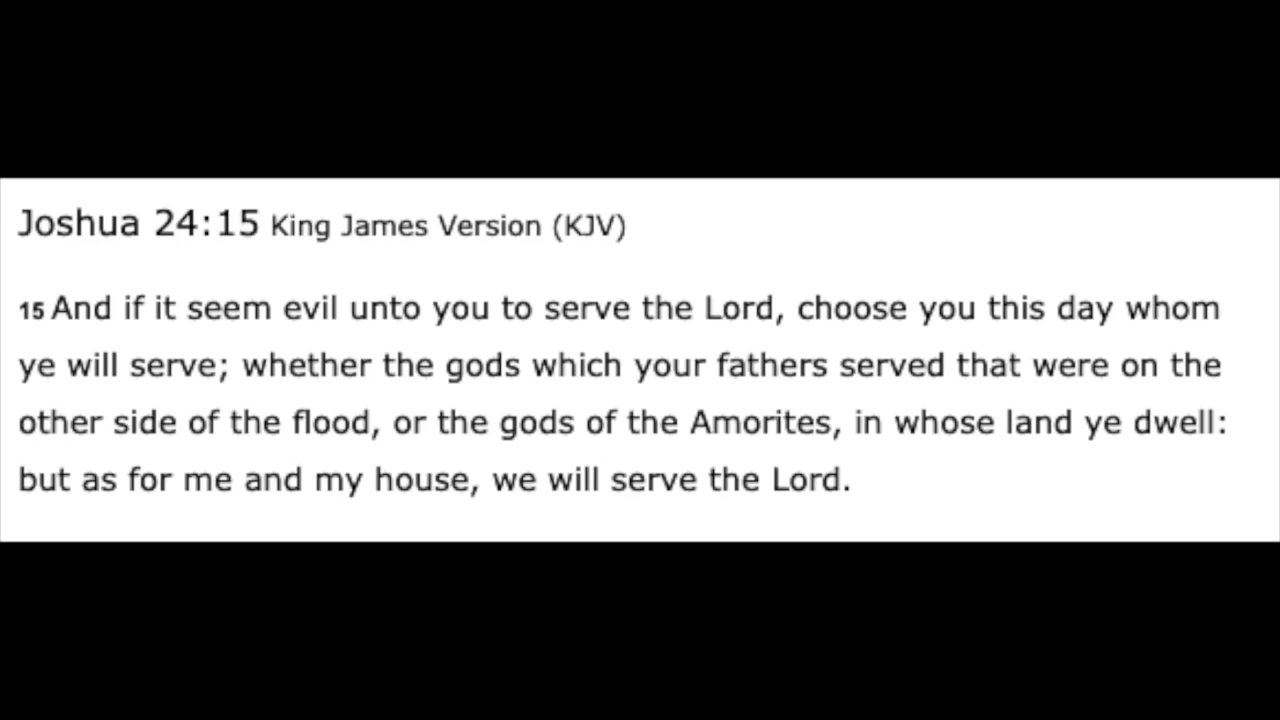 Joshua 24:15 King James Version (KJV)
15 And if it seem evil unto you to serve the Lord, choose you this day whom
ye will serve; whether the gods which your fathers served that were on the
other side of the flood, or the gods of the Amorites, in whose land ye dwell:
but as for me and my house, we will serve the Lord.